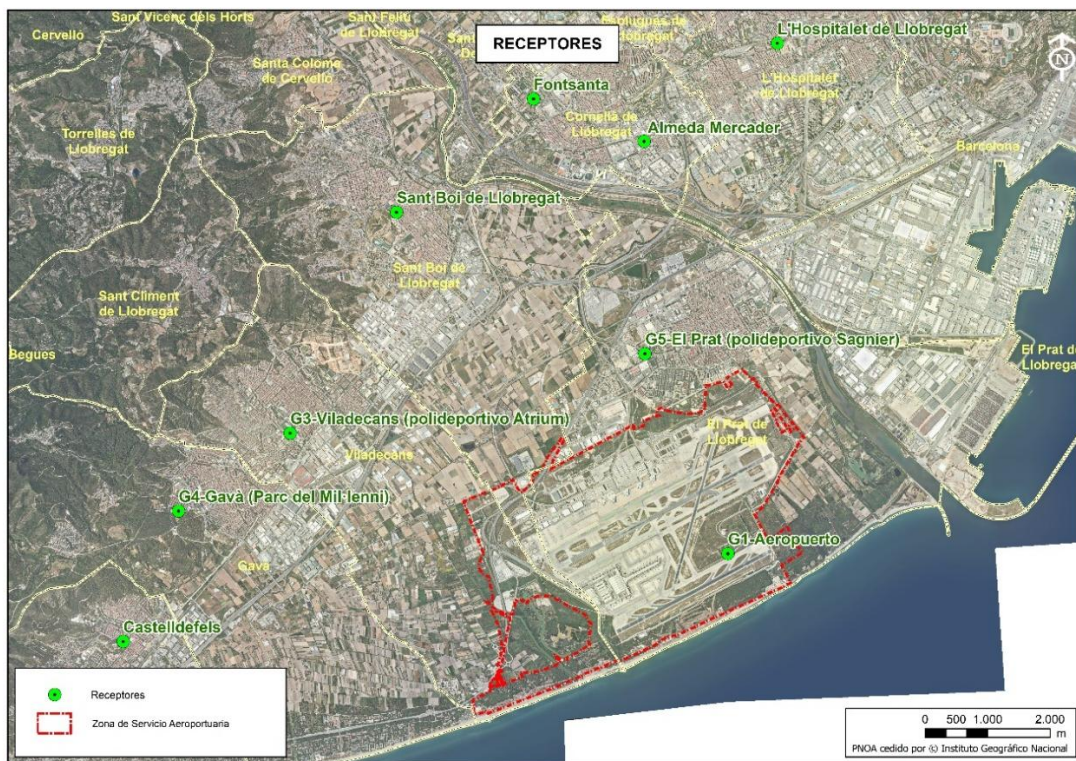 Sant Vicenç dels Horts
Cervelló
Sant Feliu
de Llobregat
RECEPTORES
L'Hospitalet de Llobregat
Santa Coloma
de Cervelló
Fontsanta
L'Hospitalet
de Llobregat
N
Torrelles de
Llobregat
Cornellà de
Llobregat
Almeda Mercader
Barcelona
Sant Boi de Llobregat
Sant Boi de
Llobregat
Sant Climent
de Llobregat
Begues
G5-El Prat (polideportivo Sagnier)
El Prat de
Llobregat
G3-Viladecans (polideportivo Atrium)
El Prat de
Llobregat
Viladecans
G4-Gavà (Parc del Mil·lenni)
G1-Aeropuerto
Gavà
Castelldefels
Receptores
Zona de Servicio Aeroportuaria
0 500 1.000 2.000
m
PNOA cedido por © Instituto Geográfico Nacional